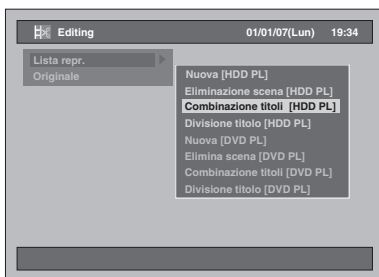 Editing 01/01/07(Lun) 19:34
Lista repr.
Originale
Nuova [HDD PL]
Eliminazione scena [HDD PL]
Combinazione titoli [HDD PL]
Divisione titolo [HDD PL]
Nuova [DVD PL]
Elimina scena [DVD PL]
Combinazione titoli [DVD PL]
Divisione titolo [DVD PL]